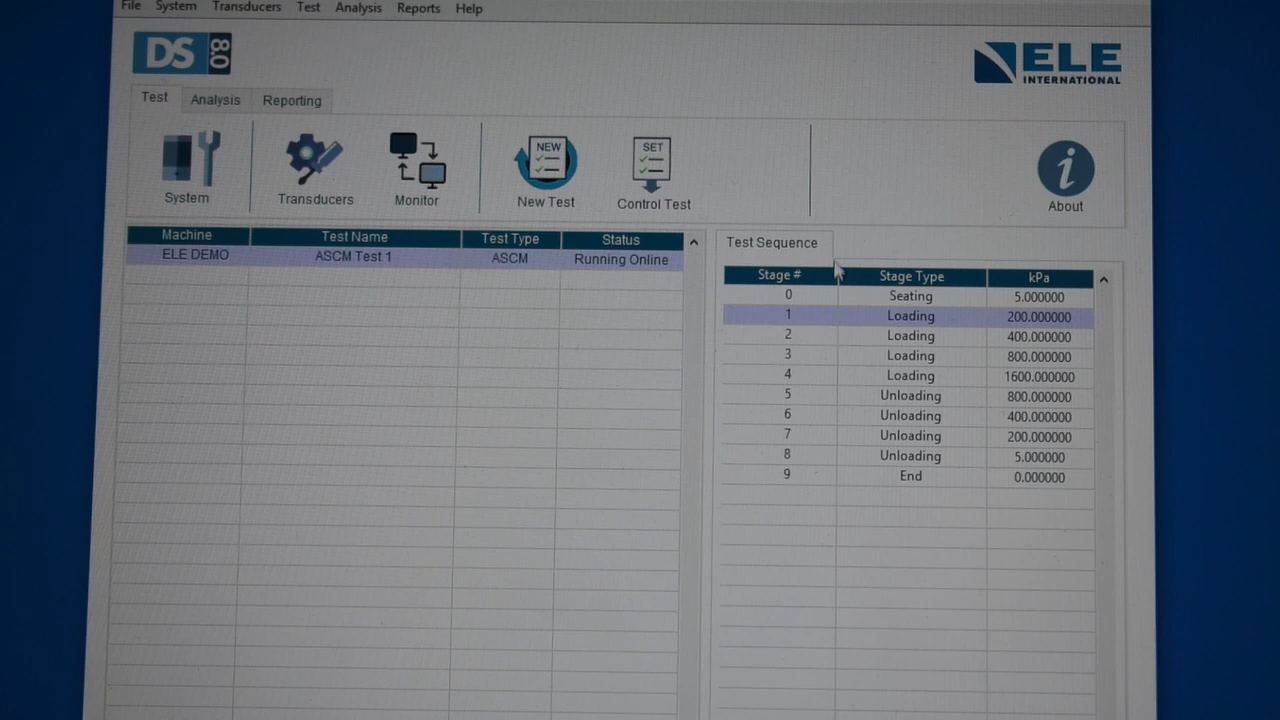 File System Transducers Test Analysis Reports Help
DS 8.0
ELE
INTERNATIONAL
Test Analysis Reporting
System Transducers Monitor NEW New Test SET Control Test About
Machine Test Name Test Type Status
ELE DEMO ASCM Test 1 ASCM Running Online
Test Sequence
Stage # Stage Type kPa
0 Seating 5.000000
1 Loading 200.000000
2 Loading 400.000000
3 Loading 800.000000
4 Loading 1600.000000
5 Unloading 800.000000
6 Unloading 400.000000
7 Unloading 200.000000
8 Unloading 5.000000
9 End 0.000000